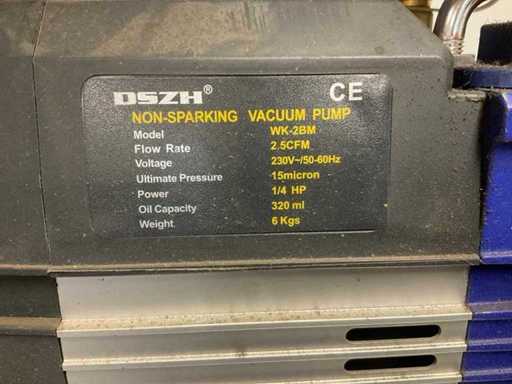 DSZH® CE
NON-SPARKING VACUUM PUMP
Model WK-2BM
Flow Rate 2.5CFM
Voltage 230V~/50-60Hz
Ultimate Pressure 15micron
Power 1/4 HP
Oil Capacity 320 ml
Weight 6 Kgs